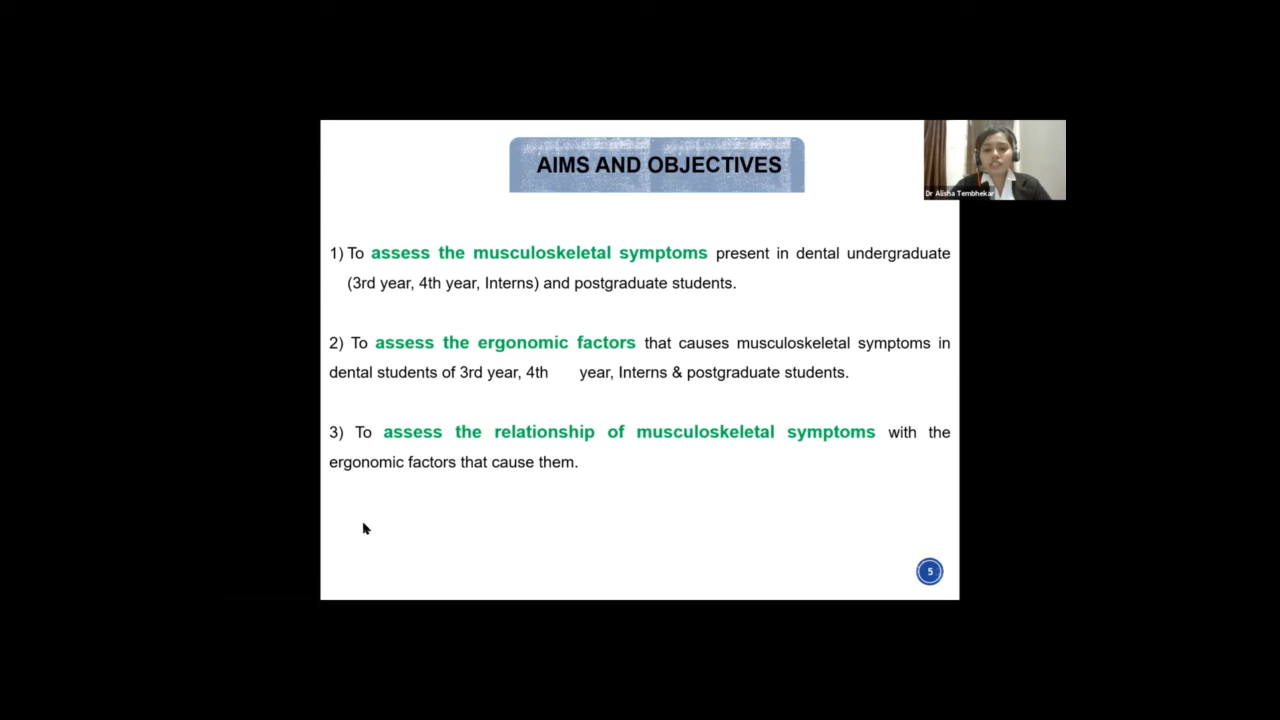 AIMS AND OBJECTIVES
Dr Alisha Tembhekar
1) To assess the musculoskeletal symptoms present in dental undergraduate
(3rd year, 4th year, Interns) and postgraduate students.
2) To assess the ergonomic factors that causes musculoskeletal symptoms in
dental students of 3rd year, 4th year, Interns & postgraduate students.
3) To assess the relationship of musculoskeletal symptoms with the
ergonomic factors that cause them.
5